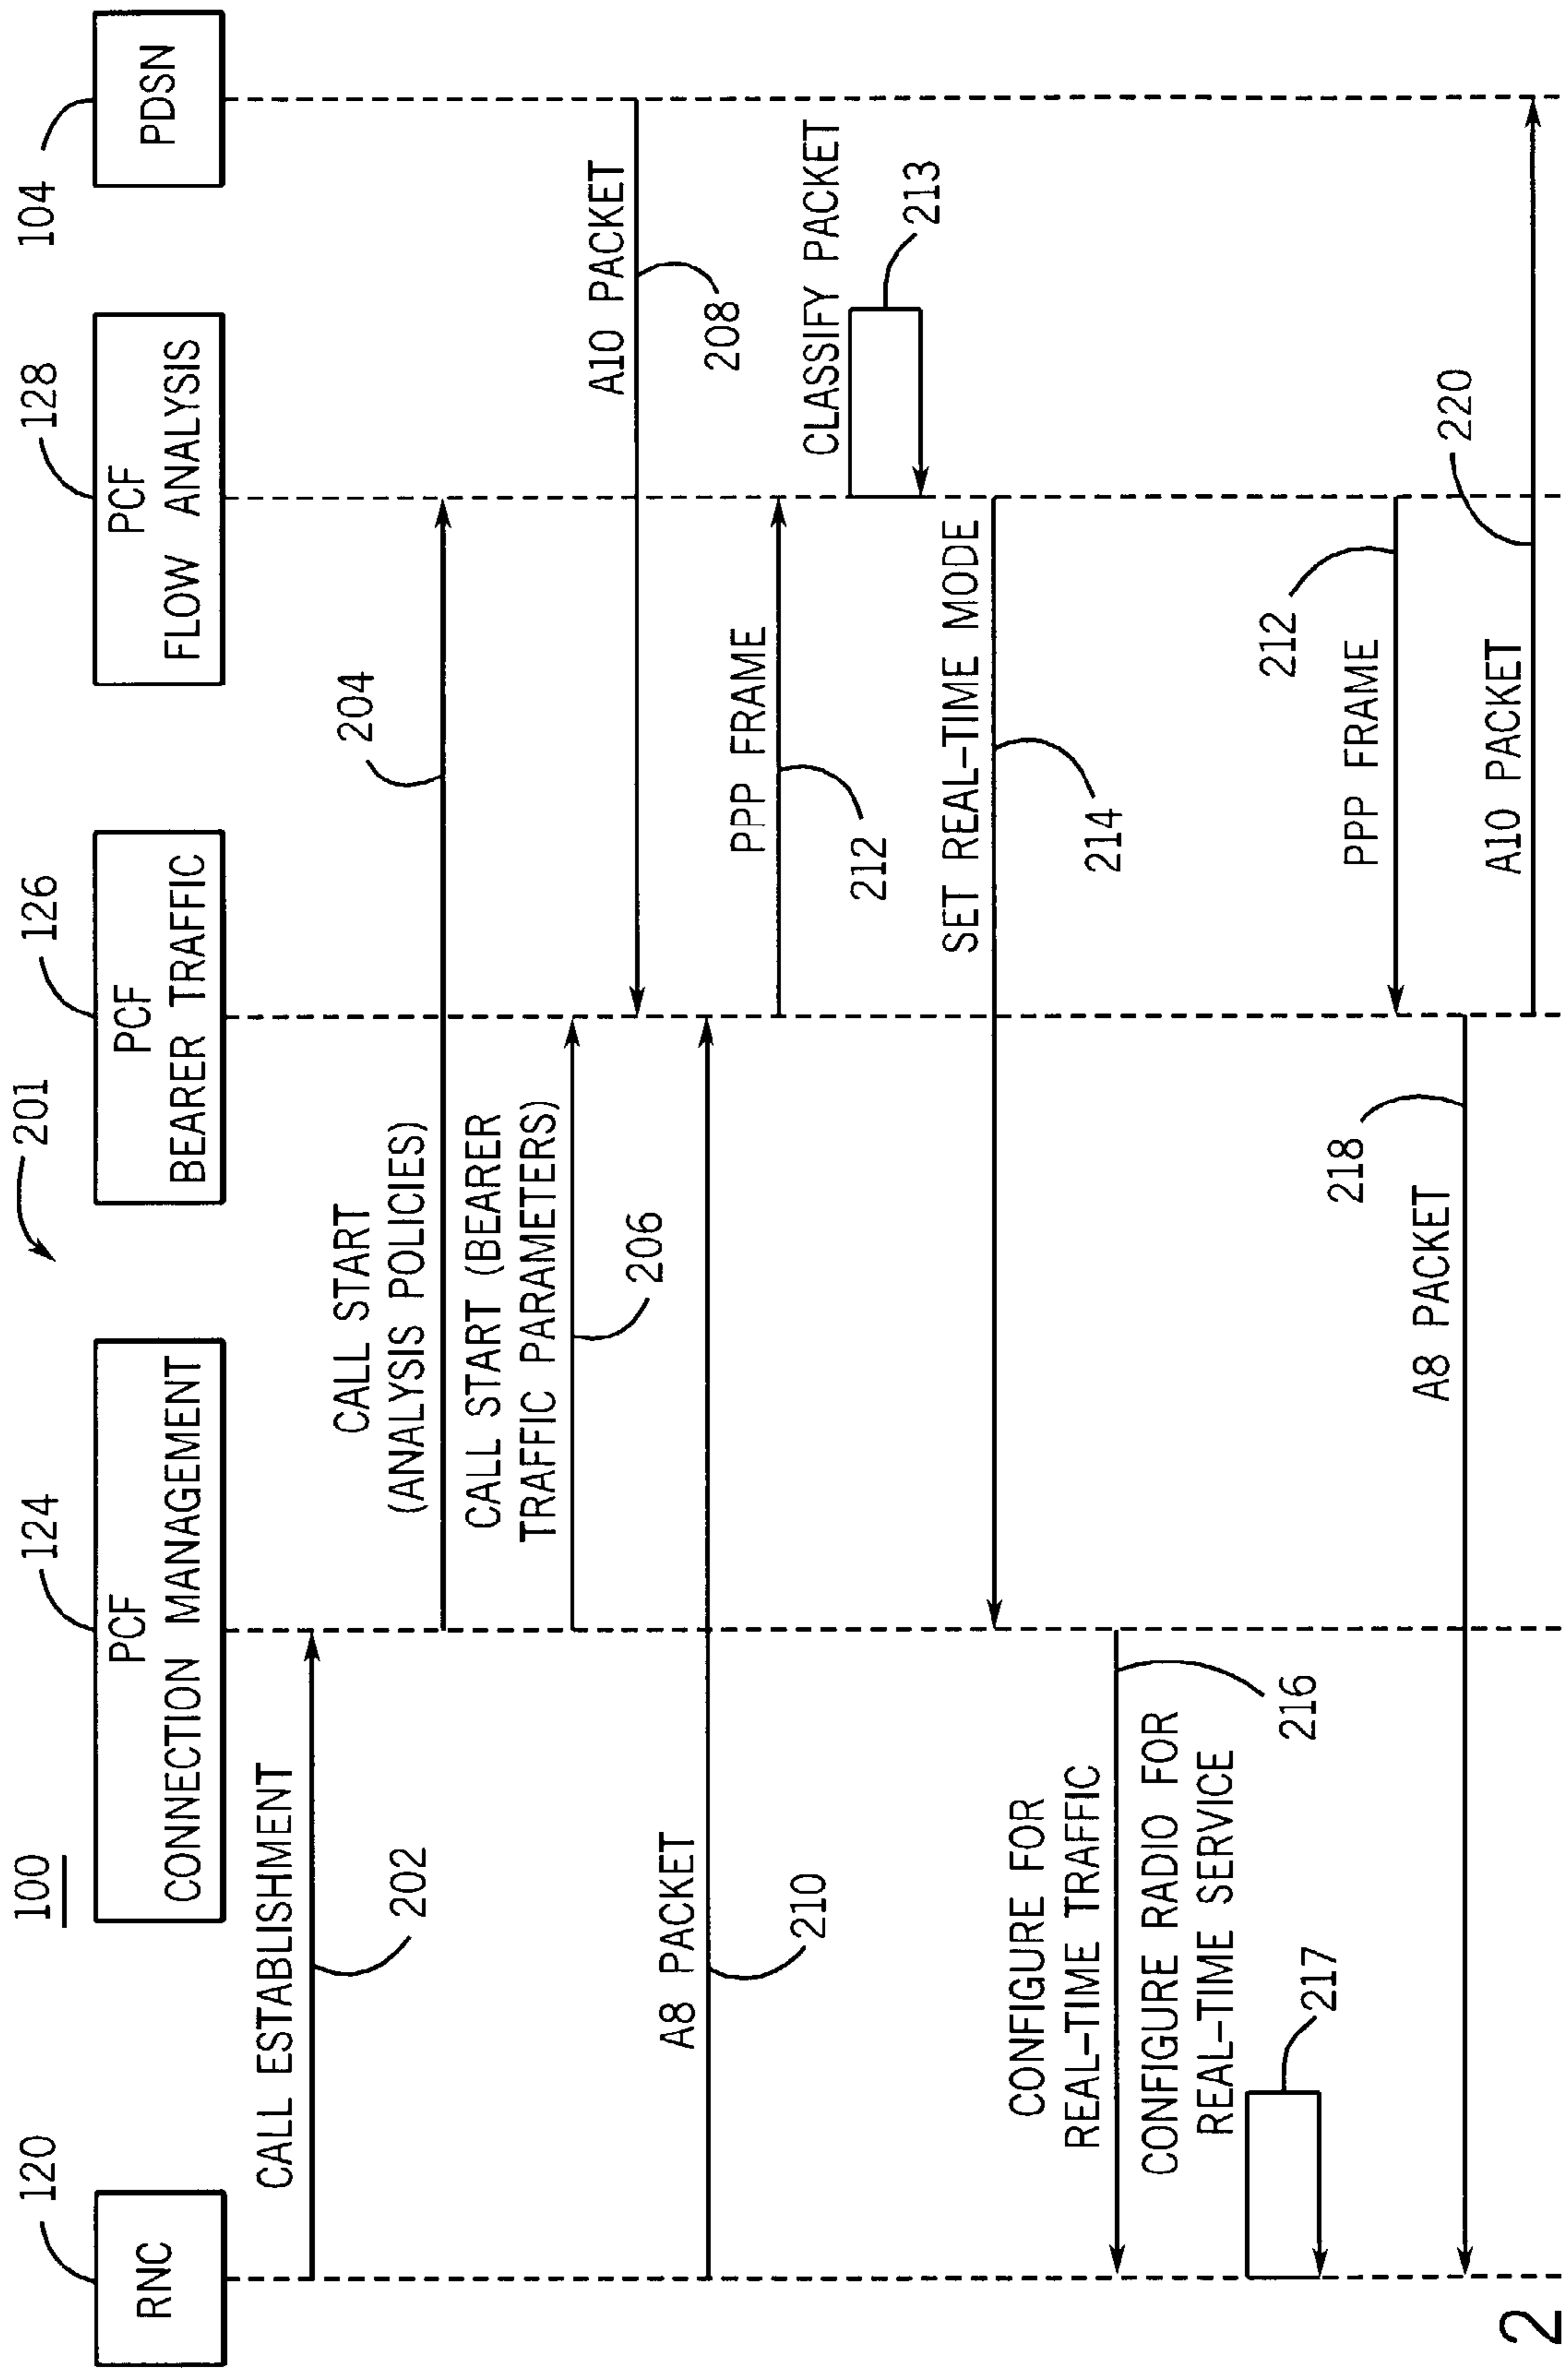 100
201
120
124
126
128
104
RNC
PCF
CONNECTION MANAGEMENT
PCF
BEARER TRAFFIC
PCF
FLOW ANALYSIS
PDSN
CALL ESTABLISHMENT
202
CALL START
(ANALYSIS POLICIES)
204
CALL START (BEARER
TRAFFIC PARAMETERS)
206
A10 PACKET
208
A8 PACKET
210
PPP FRAME
212
CLASSIFY PACKET
213
SET REAL-TIME MODE
214
CONFIGURE FOR
REAL-TIME TRAFFIC
216
CONFIGURE RADIO FOR
REAL-TIME SERVICE
217
PPP FRAME
212
A8 PACKET
218
A10 PACKET
220
2